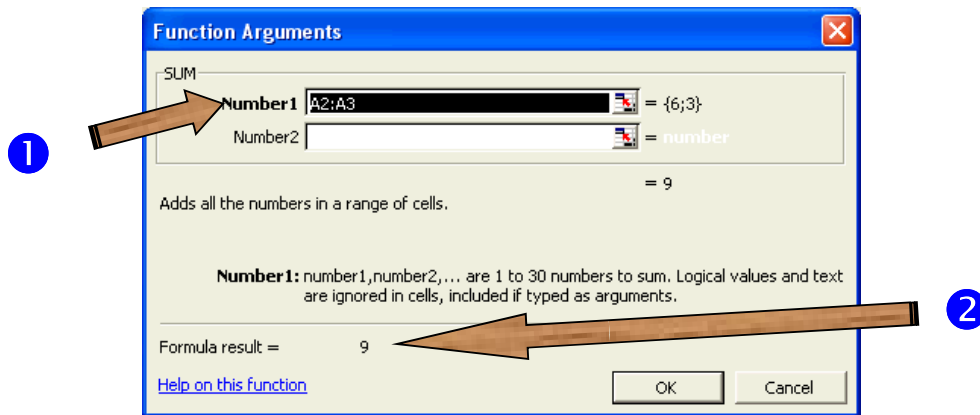 Function Arguments
SUM
Number1 A2:A3 = {6;3}
Number2 = number
1
= 9
Adds all the numbers in a range of cells.
Number1: number1,number2,... are 1 to 30 numbers to sum. Logical values and text
are ignored in cells, included if typed as arguments.
2
Formula result = 9
Help on this function
OK Cancel